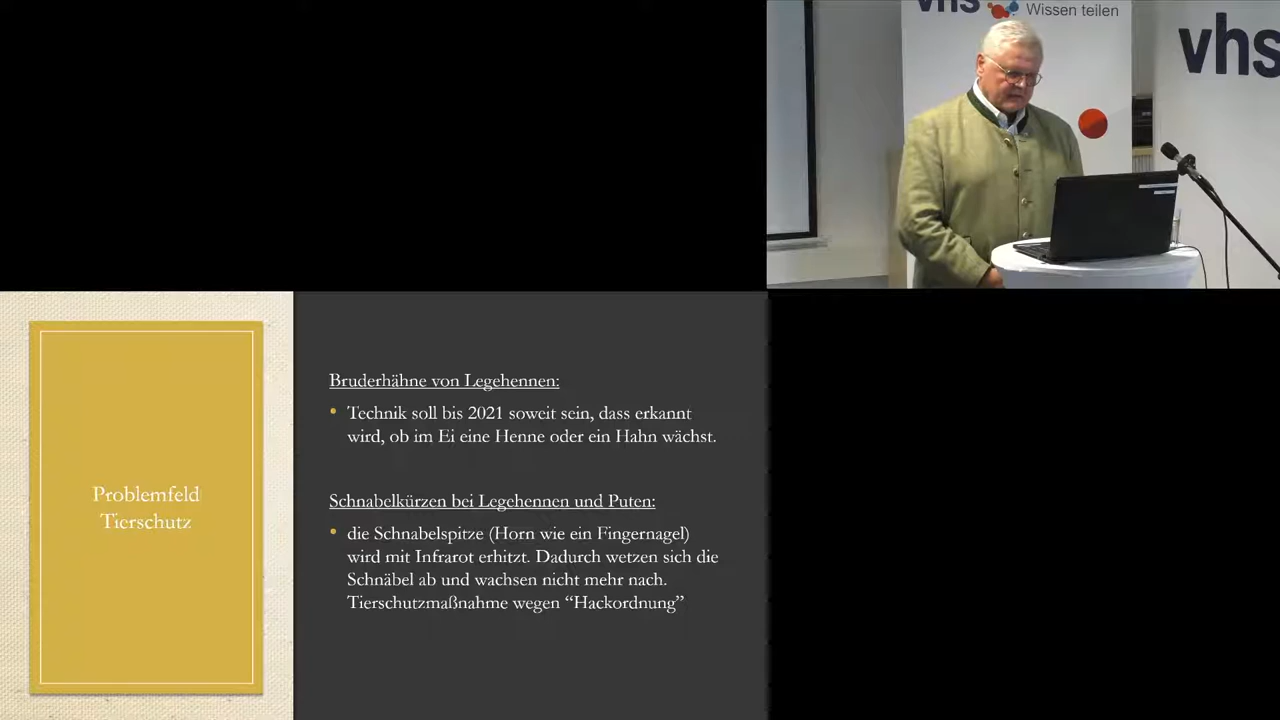 vhs
Wissen teilen
vhs
Problemfeld
Tierschutz
Bruderhähne von Legehennen:
• Technik soll bis 2021 soweit sein, dass erkannt
wird, ob im Ei eine Henne oder ein Hahn wächst.
Schnabelkürzen bei Legehennen und Puten:
• die Schnabelspitze (Horn wie ein Fingernagel)
wird mit Infrarot erhitzt. Dadurch wetzen sich die
Schnäbel ab und wachsen nicht mehr nach.
Tierschutzmaßnahme wegen “Hackordnung”